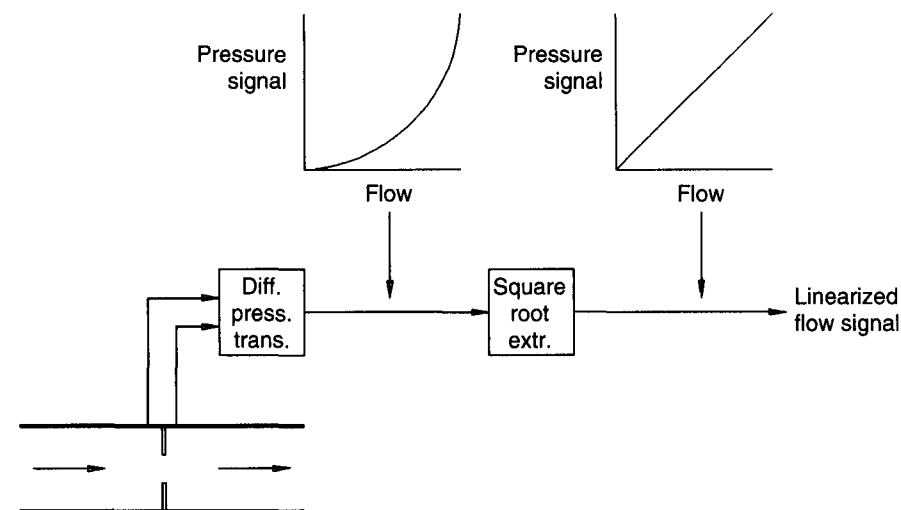 Pressure
signal
Flow
Pressure
signal
Flow
Diff.
press.
trans.
Square
root
extr.
Linearized
flow signal